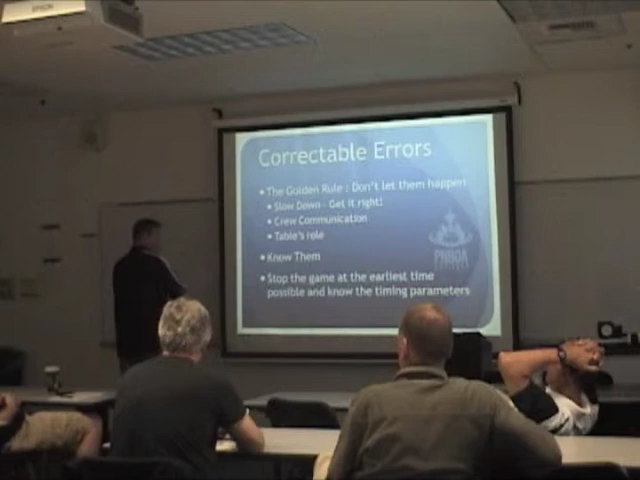 EPSON
Correctable Errors
• The Golden Rule : Don't let them happen
• Slow Down - Get it right!
• Crew Communication
• Table's role
• Know Them
• Stop the game at the earliest time
possible and know the timing parameters
PNBOA